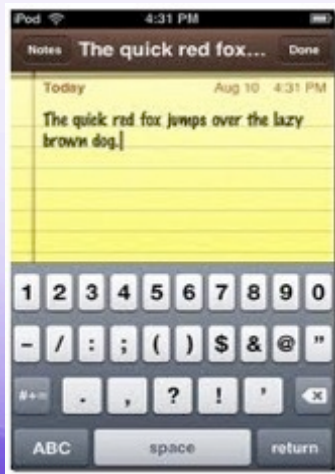 iPod 4:31 PM
Notes The quick red fox... Done
Today Aug 10 4:31 PM
The quick red fox jumps over the lazy
brown dog.
1 2 3 4 5 6 7 8 9 0
- / : ; ( ) $ & @ "
#+= . , ? ! '
ABC space return